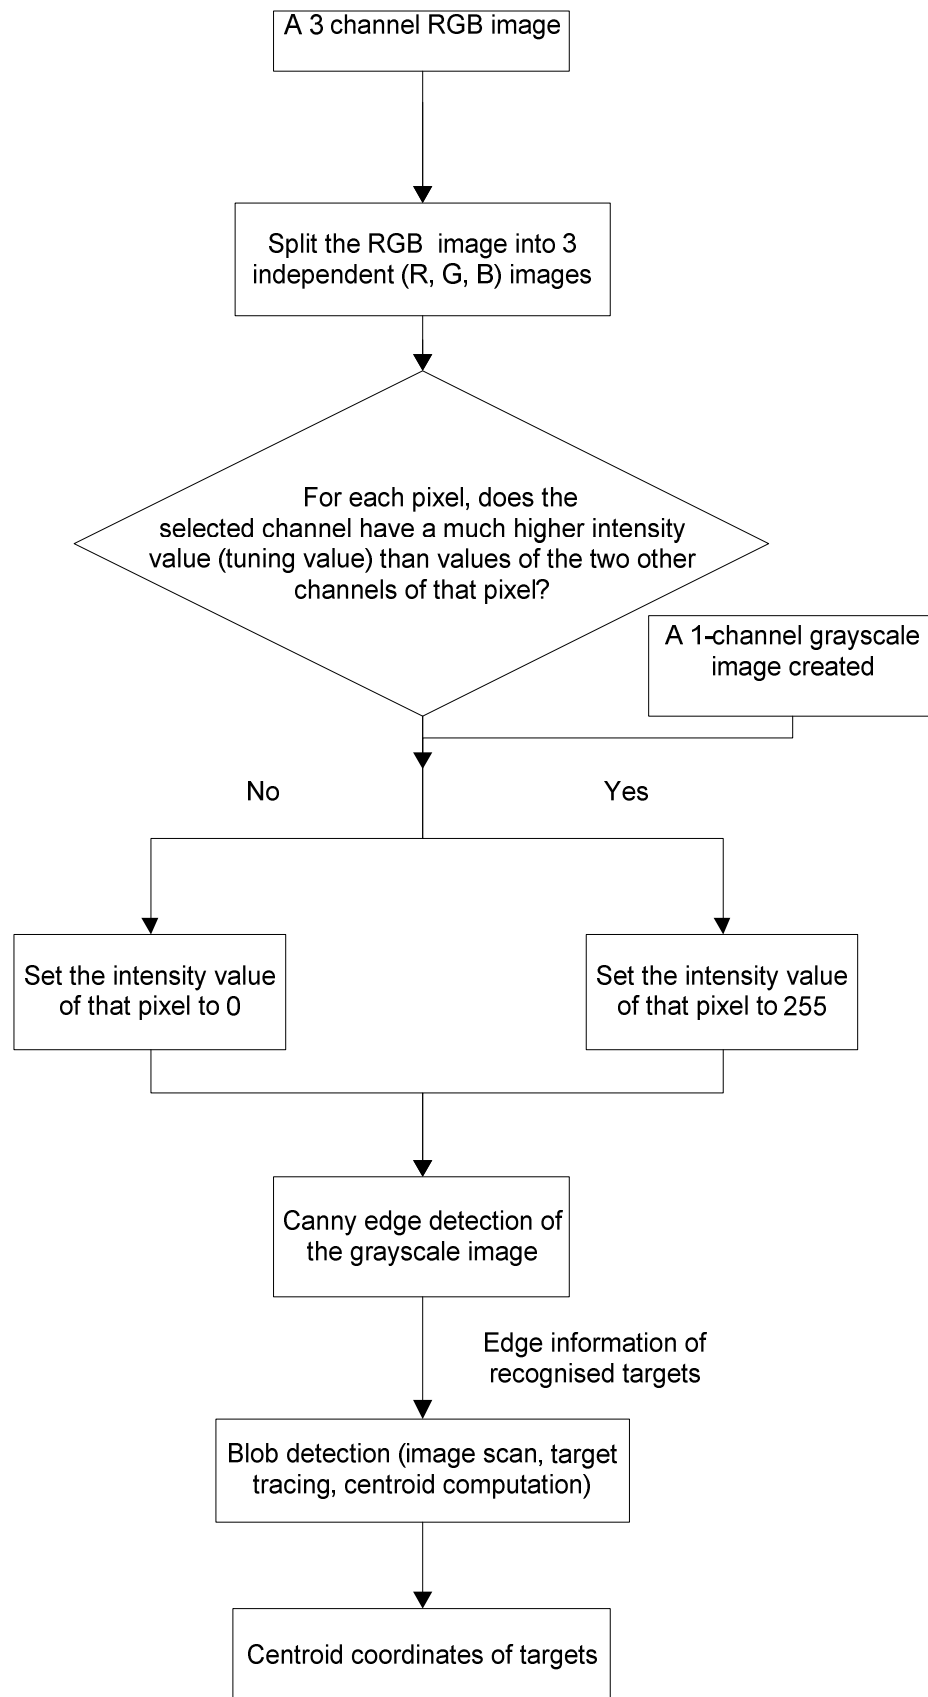 A 3 channel RGB image
Split the RGB image into 3
independent (R, G, B) images
For each pixel, does the
selected channel have a much higher intensity
value (tuning value) than values of the two other
channels of that pixel?
A 1-channel grayscale
image created
No
Yes
Set the intensity value
of that pixel to 0
Set the intensity value
of that pixel to 255
Canny edge detection of
the grayscale image
Edge information of
recognised targets
Blob detection (image scan, target
tracing, centroid computation)
Centroid coordinates of targets